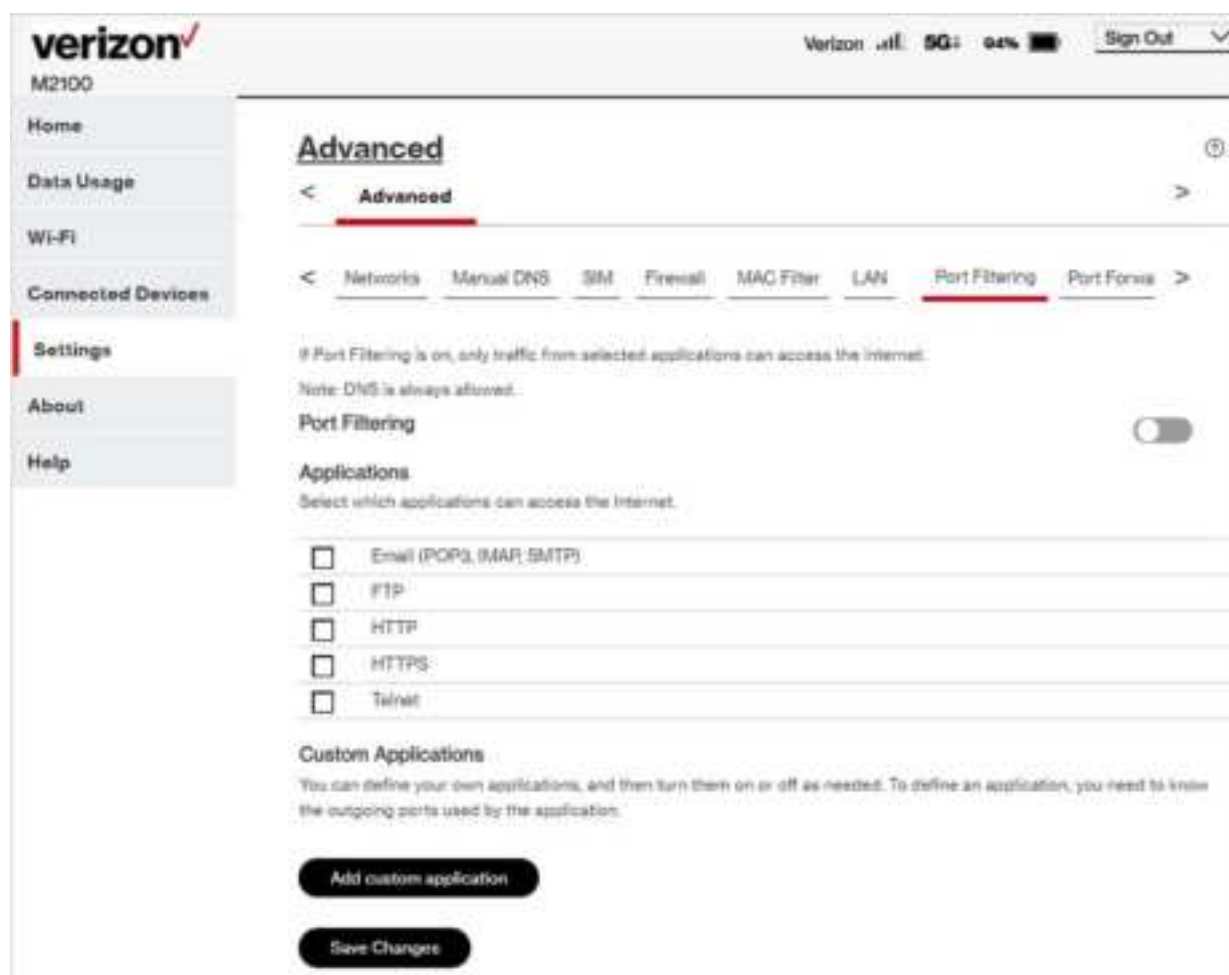 verizon
Verizon 5G 94% Sign Out
M2100
Home
Data Usage
Wi-Fi
Connected Devices
Settings
About
Help
Advanced
< Advanced >
< Networks Manual DNS SIM Firewall MAC Filter LAN Port Filtering Port Forwa >
If Port Filtering is on, only traffic from selected applications can access the Internet.
Note: DNS is always allowed.
Port Filtering
Applications
Select which applications can access the Internet.
Email (POP3, IMAP, SMTP)
FTP
HTTP
HTTPS
Telnet
Custom Applications
You can define your own applications, and then turn them on or off as needed. To define an application, you need to know
the outgoing ports used by the application.
Add custom application
Save Changes